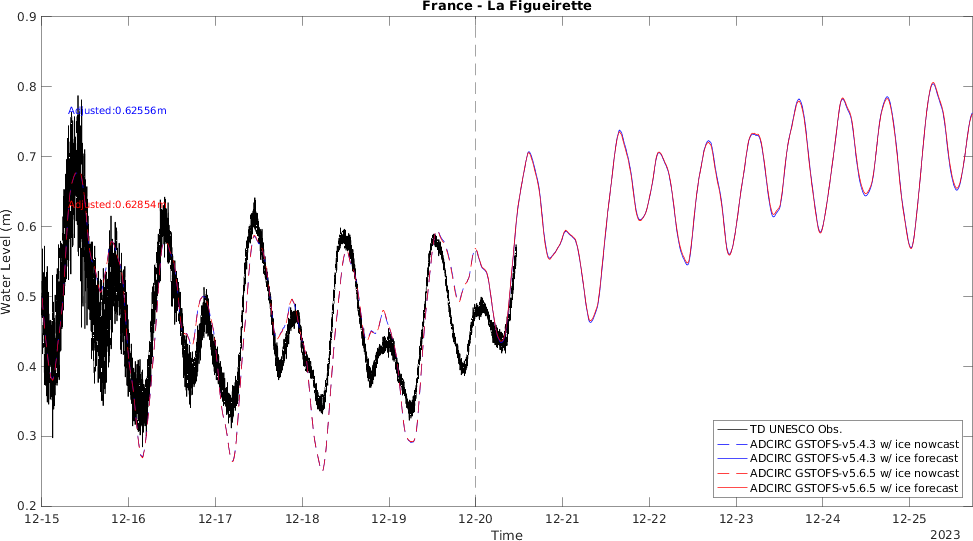 France - La Figueirette
0.9
0.8
0.7
0.6
0.5
0.4
0.3
0.2
Water Level (m)
Adjusted:0.62556m
Adjusted:0.62854m
TD UNESCO Obs.
ADCIRC GSTOFS-v5.4.3 w/ ice nowcast
ADCIRC GSTOFS-v5.4.3 w/ ice forecast
ADCIRC GSTOFS-v5.6.5 w/ ice nowcast
ADCIRC GSTOFS-v5.6.5 w/ ice forecast
12-15 12-16 12-17 12-18 12-19 12-20 12-21 12-22 12-23 12-24 12-25
Time
2023